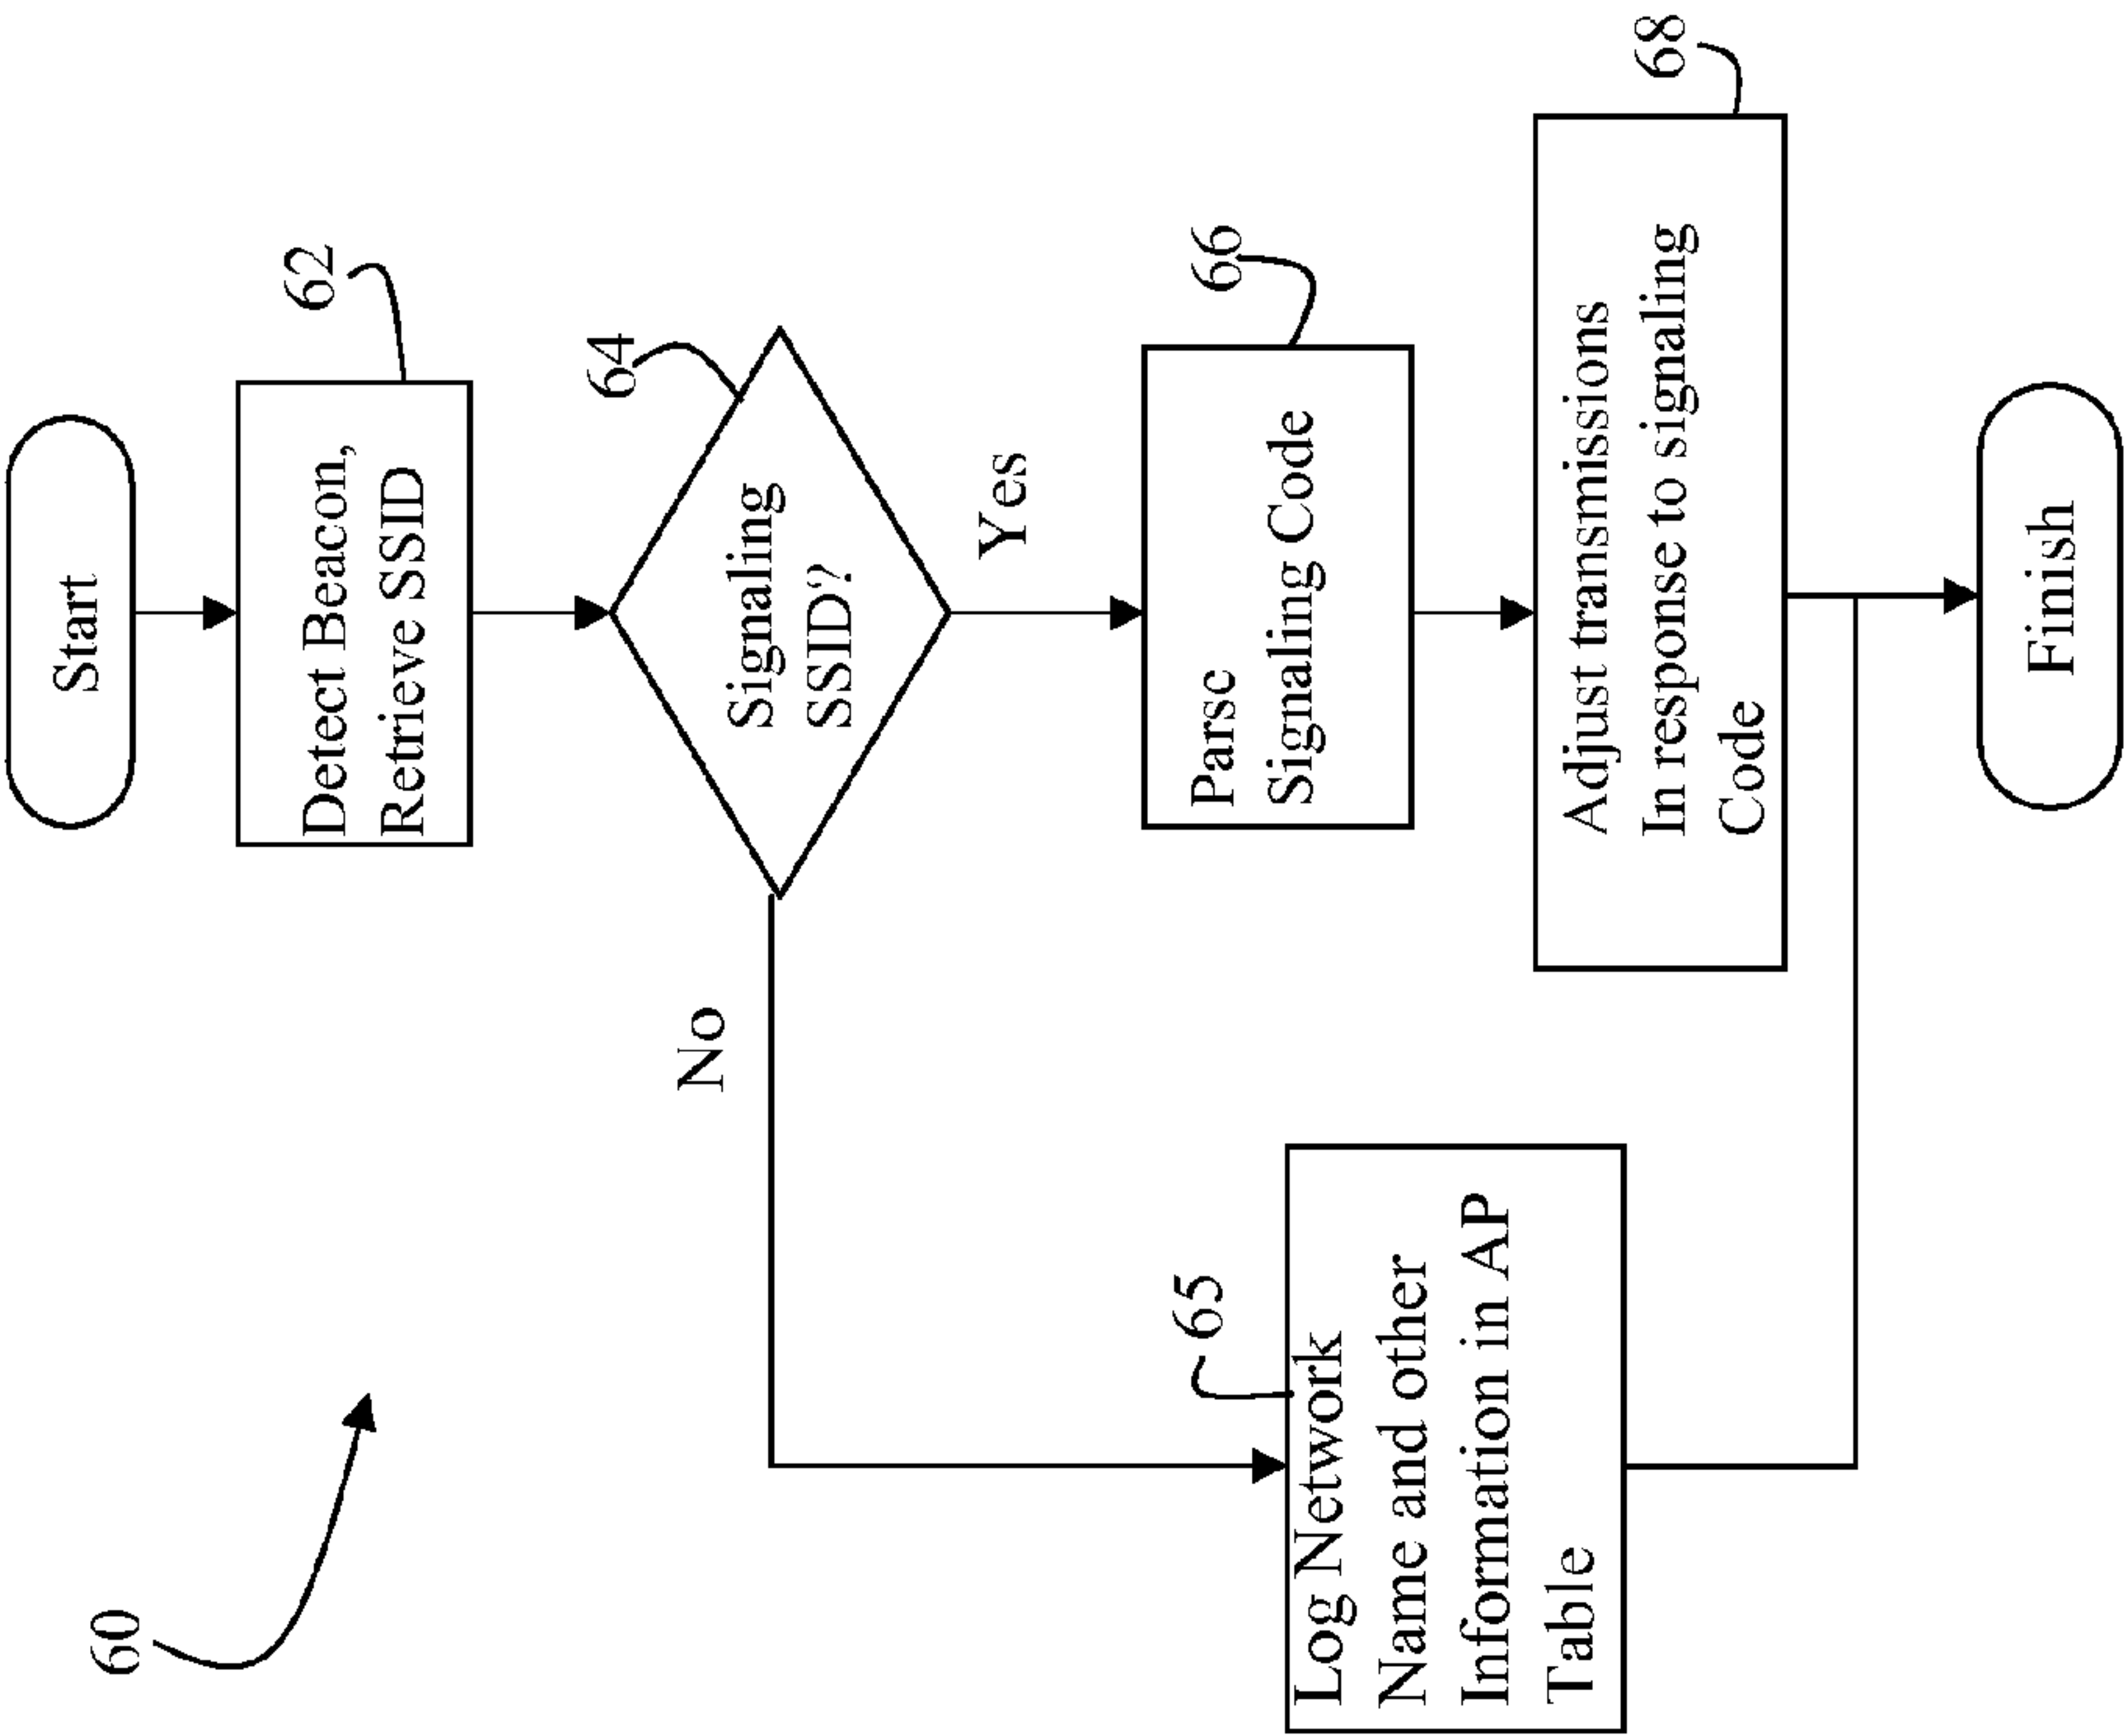 60
Start
Detect Beacon,
Retrieve SSID
62
Signaling
SSID?
64
No
Yes
Log Network
Name and other
Information in AP
Table
65
Parse
Signaling Code
66
Adjust transmissions
In response to signaling
Code
68
Finish